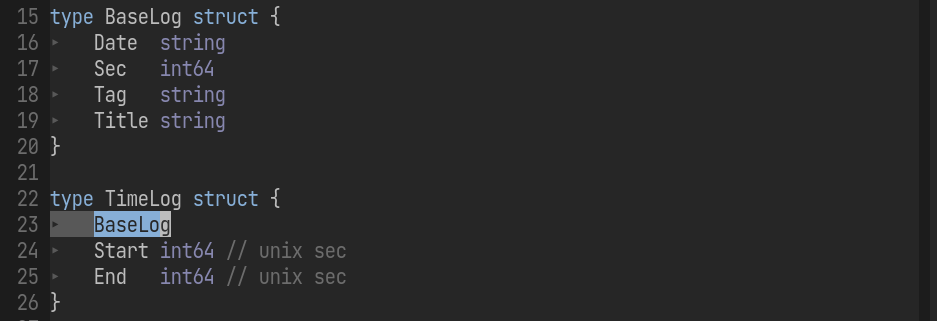 15 type BaseLog struct {
16 Date string
17 Sec int64
18 Tag string
19 Title string
20 }
21
22 type TimeLog struct {
23 BaseLog
24 Start int64 // unix sec
25 End int64 // unix sec
26 }